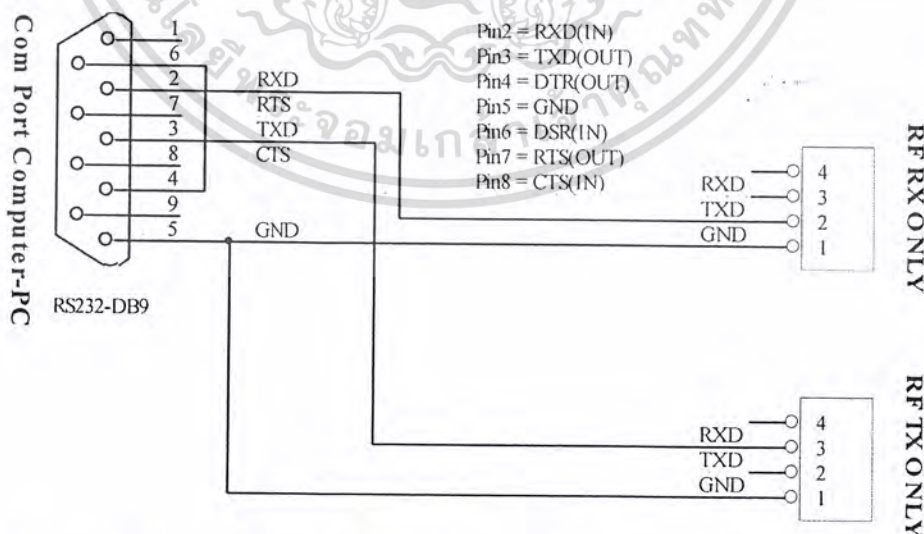 Com Port Computer-PC
1
6
2
7
3
8
4
9
5
RXD
RTS
TXD
CTS
GND
RS232-DB9
Pin2 = RXD(IN)
Pin3 = TXD(OUT)
Pin4 = DTR(OUT)
Pin5 = GND
Pin6 = DSR(IN)
Pin7 = RTS(OUT)
Pin8 = CTS(IN)
RXD
TXD
GND
4
3
2
1
RF RX ONLY
RXD
TXD
GND
4
3
2
1
RF TX ONLY